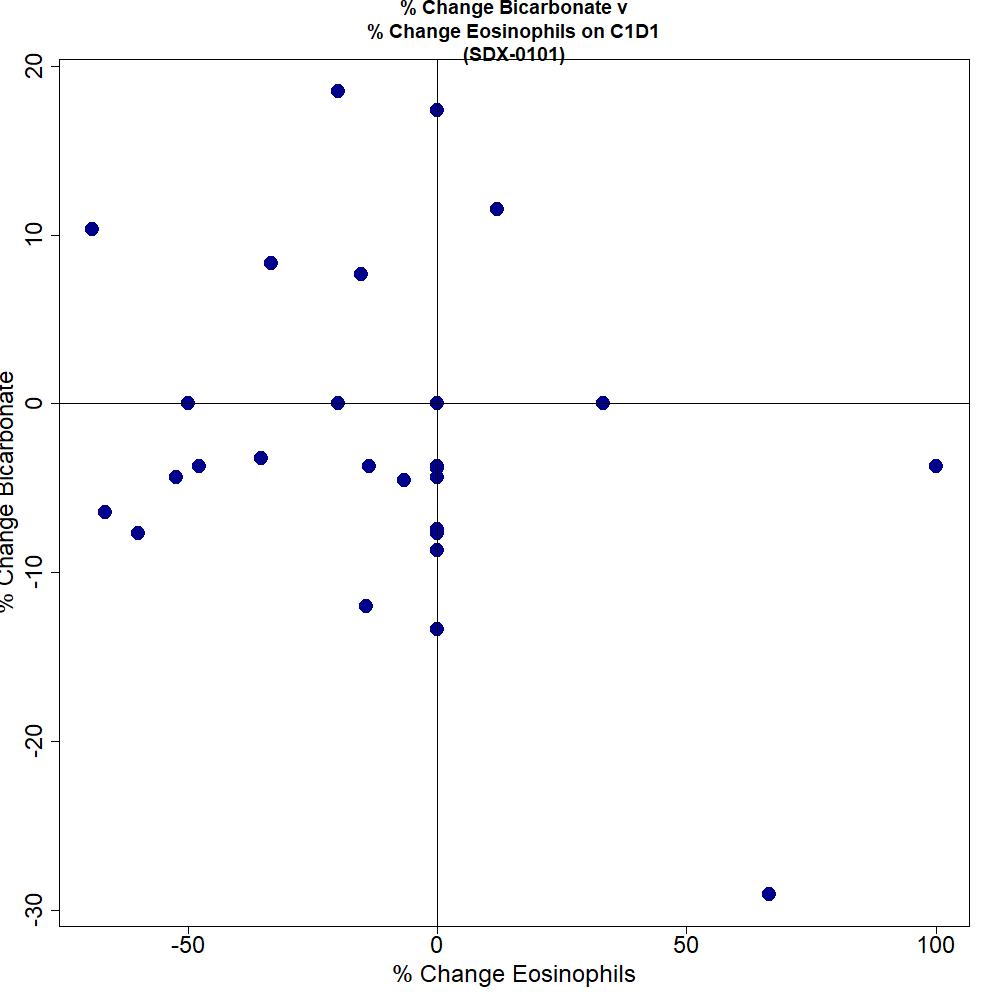 % Change Bicarbonate v
% Change Eosinophils on C1D1
(SDX-0101)
% Change Bicarbonate
20
10
0
-10
-20
-30
-50
0
50
100
% Change Eosinophils